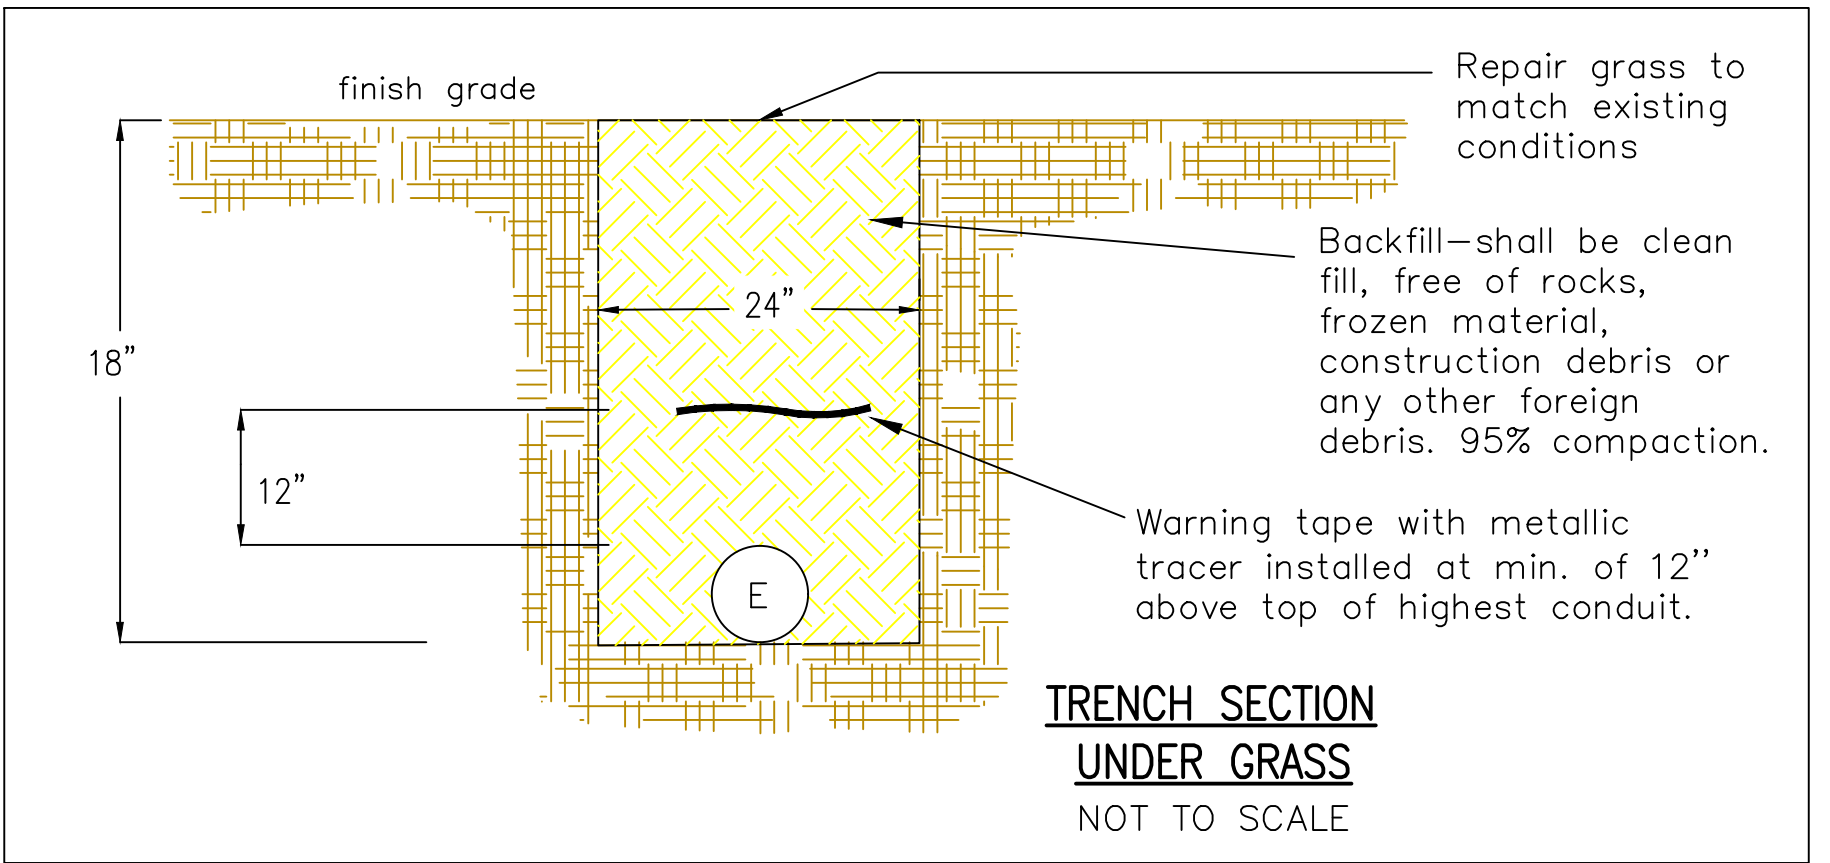 finish grade
Repair grass to
match existing
conditions
Backfill—shall be clean
fill, free of rocks,
frozen material,
construction debris or
any other foreign
debris. 95% compaction.
24"
18"
12"
Warning tape with metallic
tracer installed at min. of 12''
above top of highest conduit.
E
TRENCH SECTION
UNDER GRASS
NOT TO SCALE